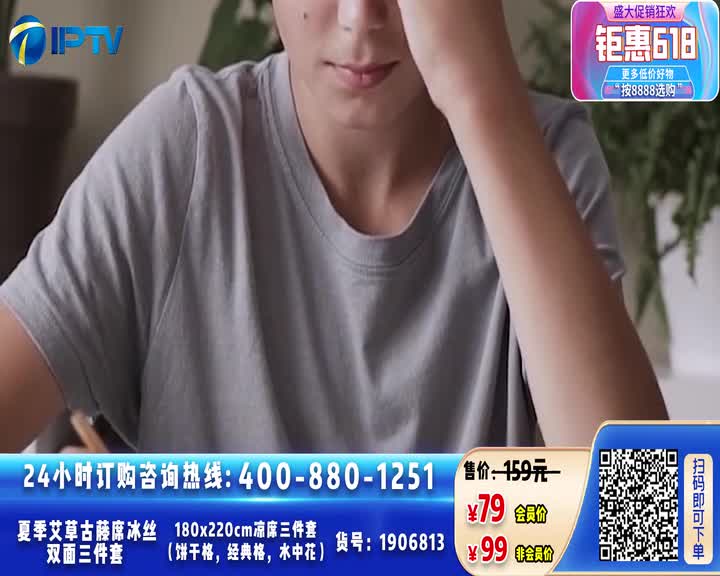 IPTV
盛大促销狂欢
钜惠618
更多低价好物
“按8888选购”
24小时订购咨询热线：400-880-1251
夏季艾草古藤席冰丝
双面三件套
180x220cm凉席三件套
（饼干格，经典格，水中花）
货号：1906813
售价：159元
¥79 会员价
¥99 非会员价
扫码即可下单